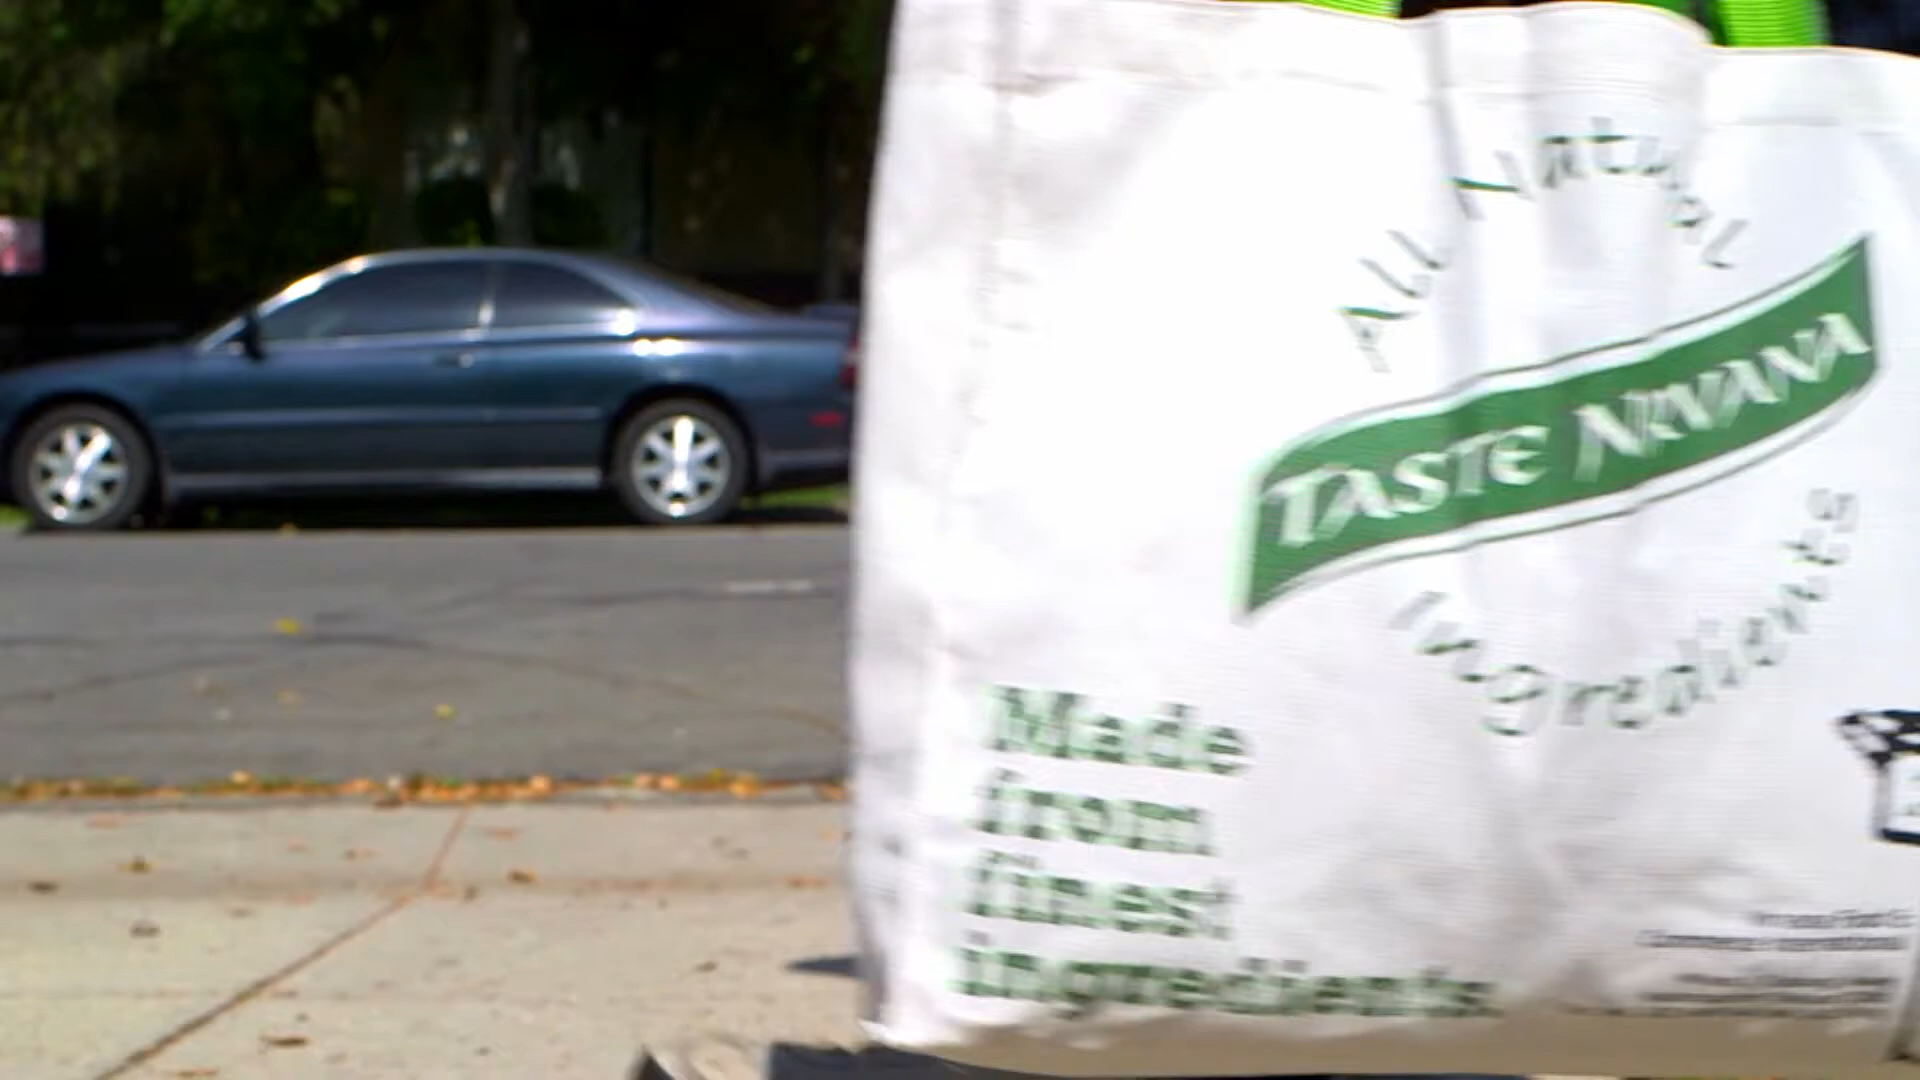 All Natural
TASTE NIRVANA
Ingredients
Made
from
finest
ingredients